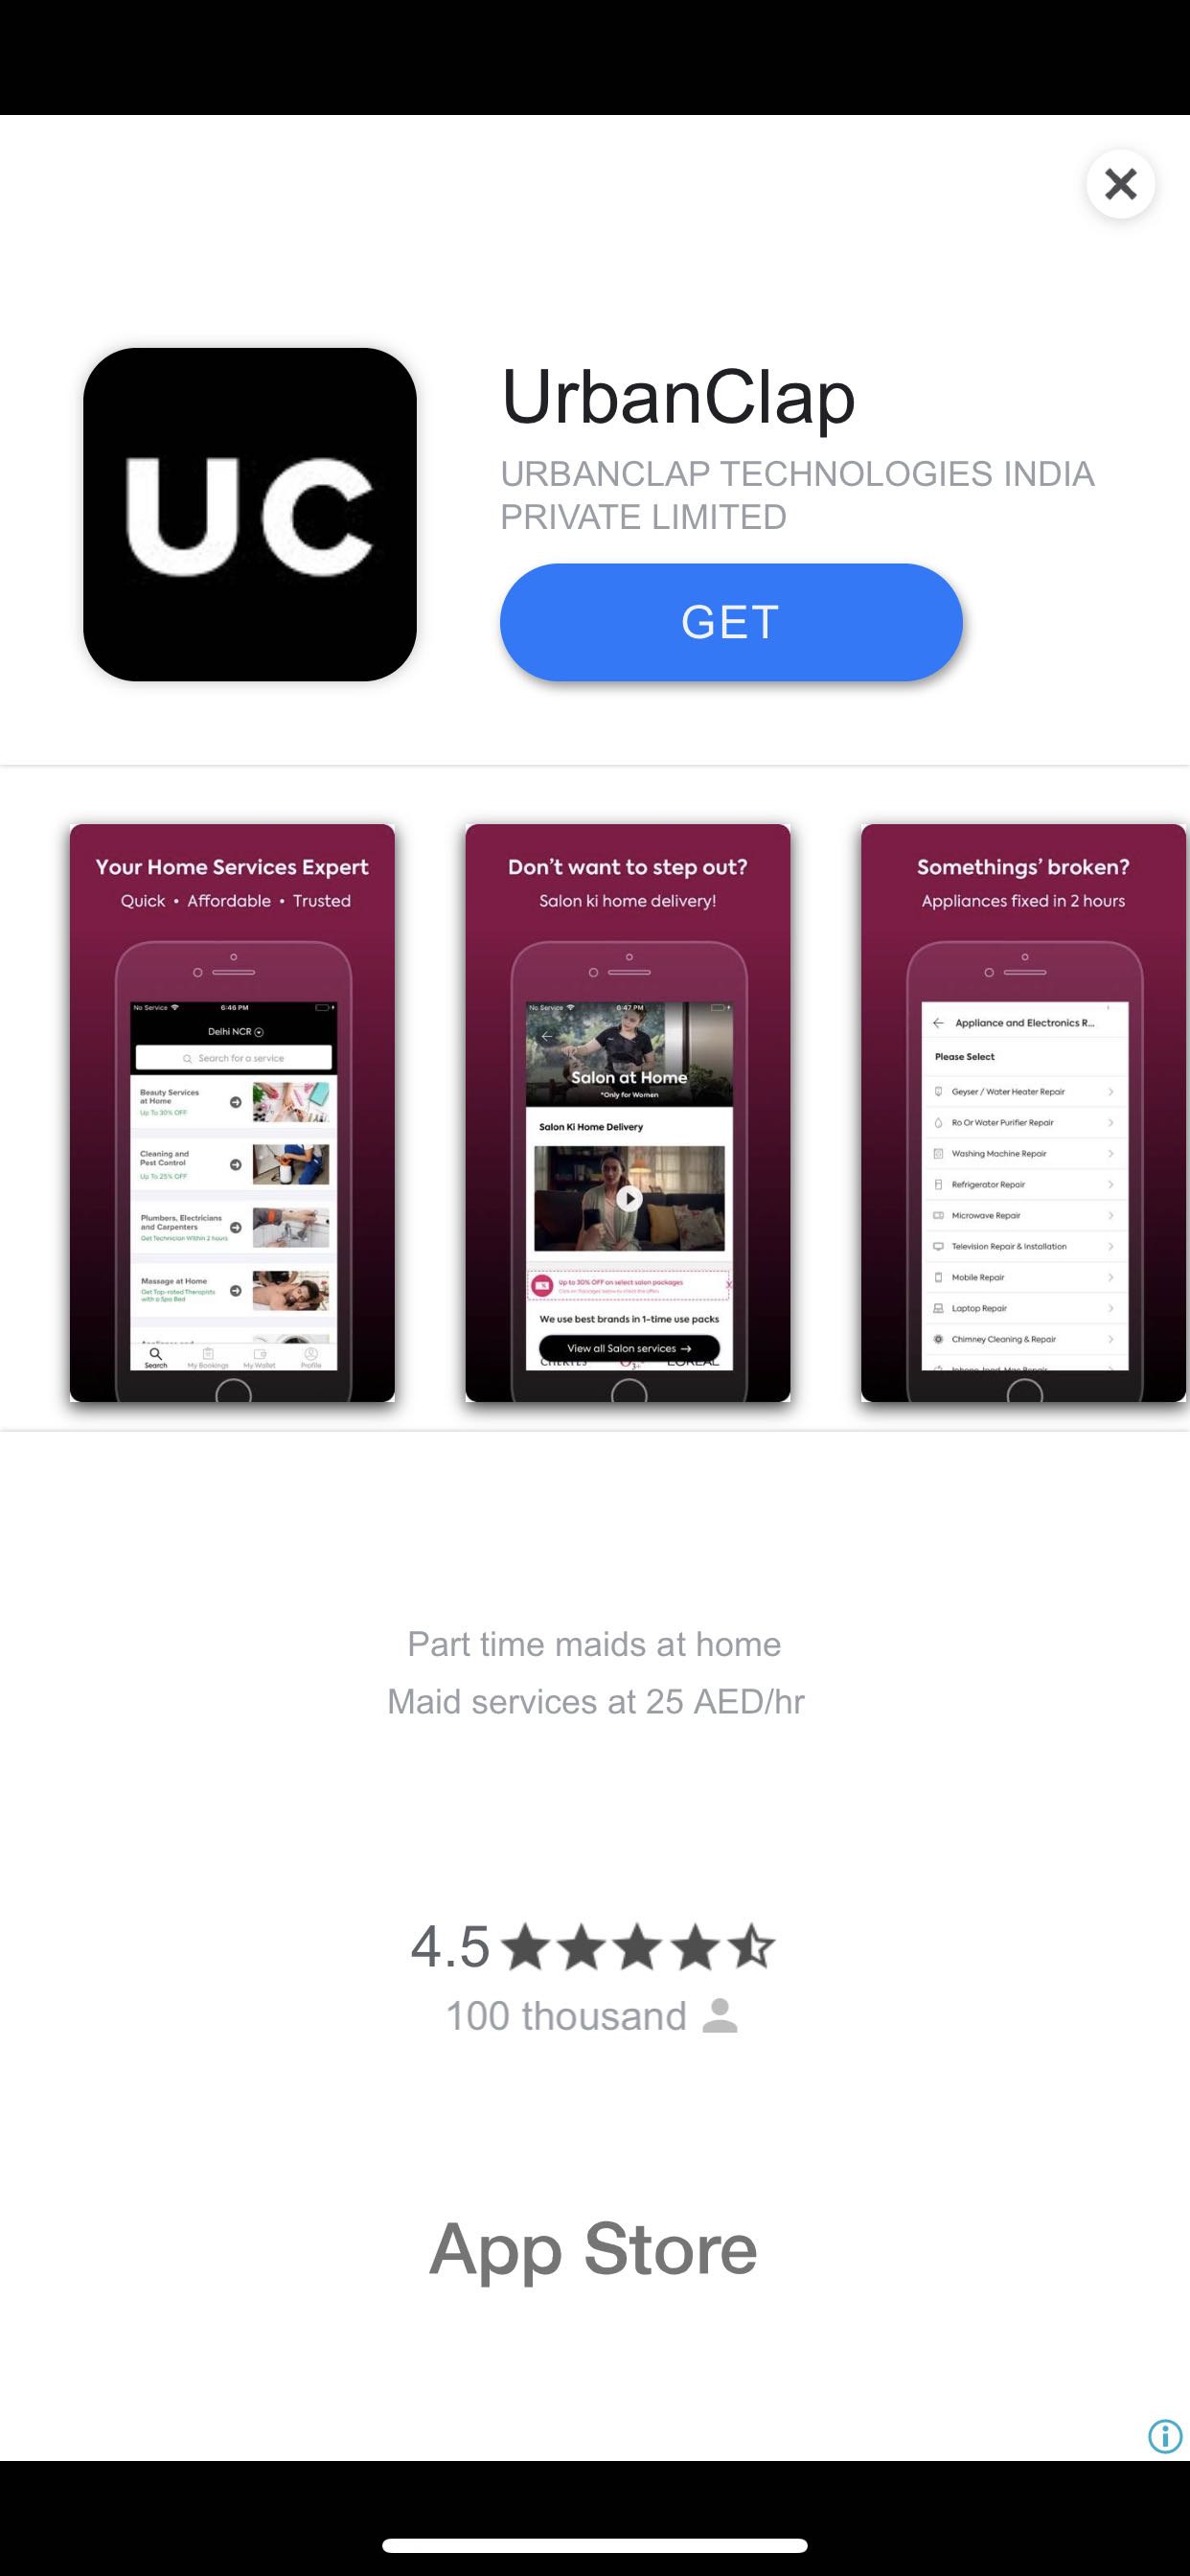 UC
UrbanClap
URBANCLAP TECHNOLOGIES INDIA
PRIVATE LIMITED
GET
Your Home Services Expert
Quick • Affordable • Trusted
No Service
6:46 PM
Delhi NCR
Search for a service
Beauty Services
at Home
Up To 30% OFF
Cleaning and
Pest Control
Up To 25% OFF
Plumbers, Electricians
and Carpenters
Get Technician Within 2 hours
Massage at Home
Get Top-rated Therapists
with a Spa Bed
Search
My Bookings
My Wallet
Profile
Don't want to step out?
Salon ki home delivery!
No Service
6:47 PM
Salon at Home
*Only for Women
Salon Ki Home Delivery
Up to 30% OFF on select salon packages
We use best brands in 1-time use packs
View all Salon services →
Somethings' broken?
Appliances fixed in 2 hours
Appliance and Electronics R...
Please Select
Geyser / Water Heater Repair
Ro Or Water Purifier Repair
Washing Machine Repair
Refrigerator Repair
Microwave Repair
Television Repair & Installation
Mobile Repair
Laptop Repair
Chimney Cleaning & Repair
Part time maids at home
Maid services at 25 AED/hr
4.5
100 thousand
App Store